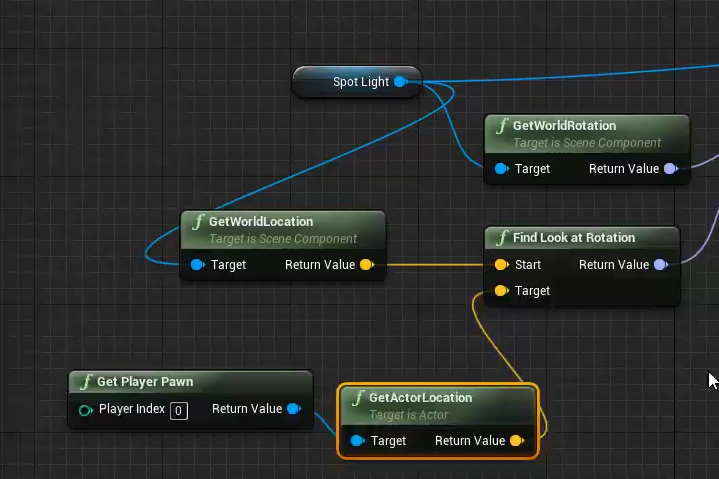 Spot Light
f GetWorldRotation
Target is Scene Component
Target Return Value
f GetWorldLocation
Target is Scene Component
Target Return Value
f Find Look at Rotation
Start Return Value
Target
f Get Player Pawn
Player Index 0 Return Value
f GetActorLocation
Target is Actor
Target Return Value